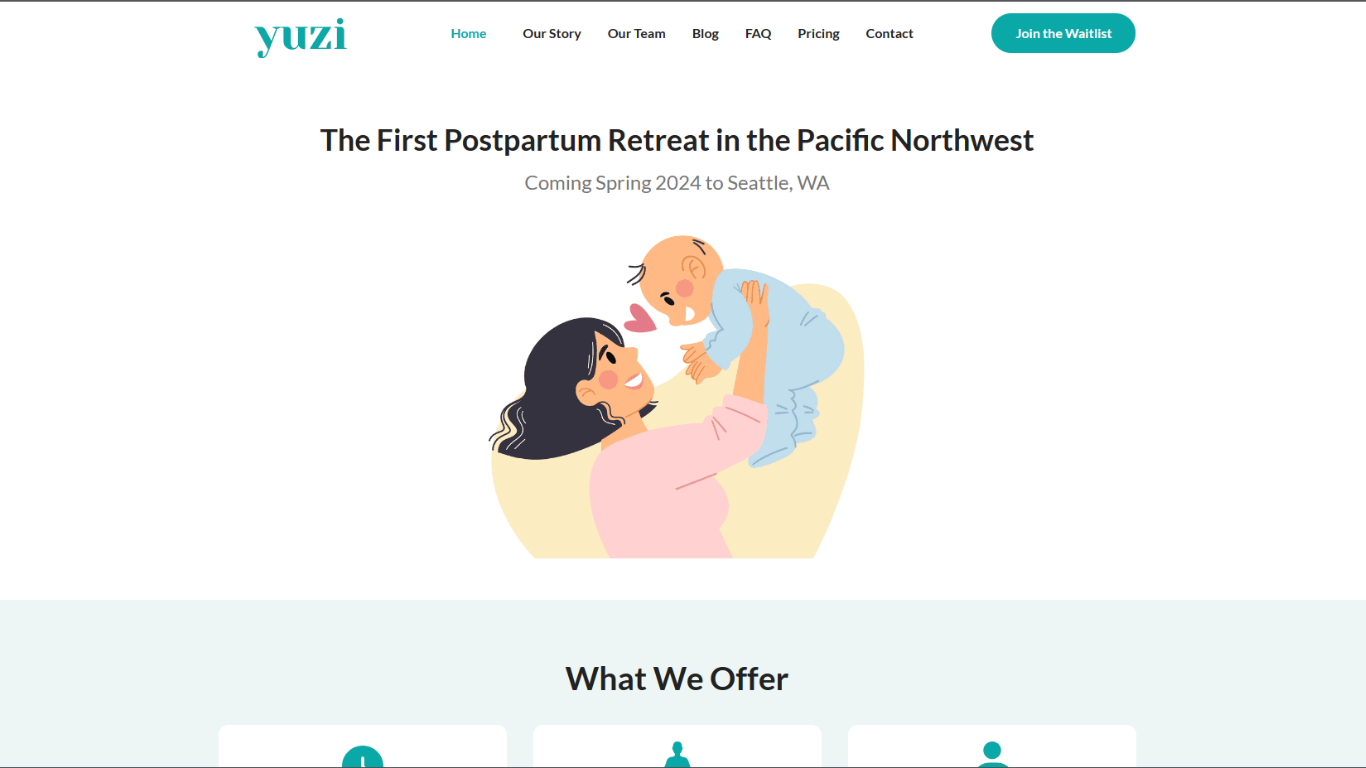 yuzi
Home Our Story Our Team Blog FAQ Pricing Contact Join the Waitlist
The First Postpartum Retreat in the Pacific Northwest
Coming Spring 2024 to Seattle, WA
What We Offer